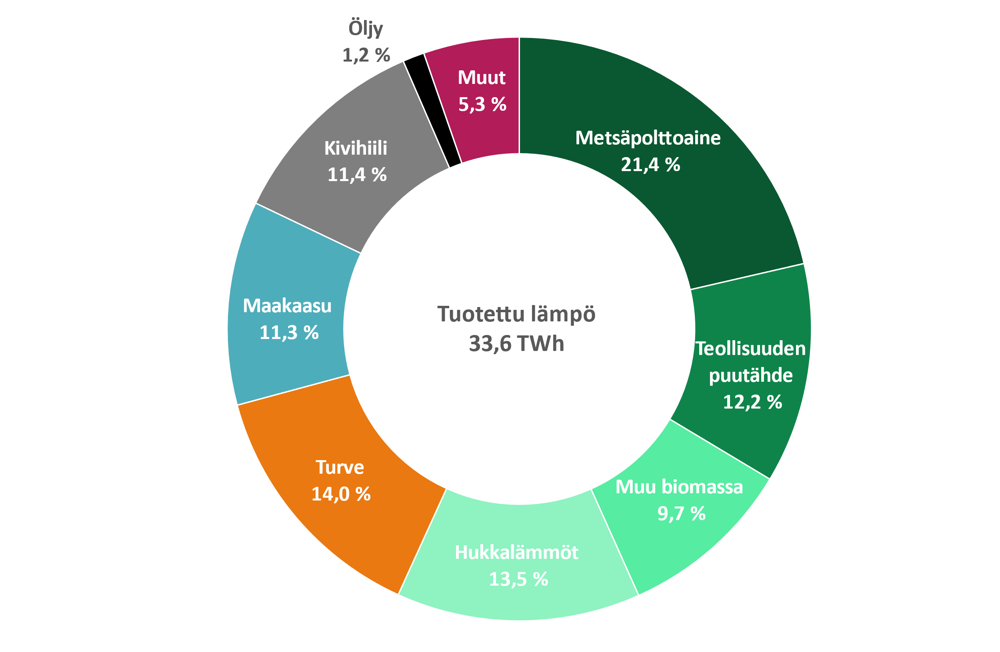 Öljy
1,2 %
Muut
5,3 %
Metsäpolttoaine
21,4 %
Kivihiili
11,4 %
Maakaasu
11,3 %
Tuotettu lämpö
33,6 TWh
Teollisuuden
puutähde
12,2 %
Turve
14,0 %
Muu biomassa
9,7 %
Hukkalämmöt
13,5 %